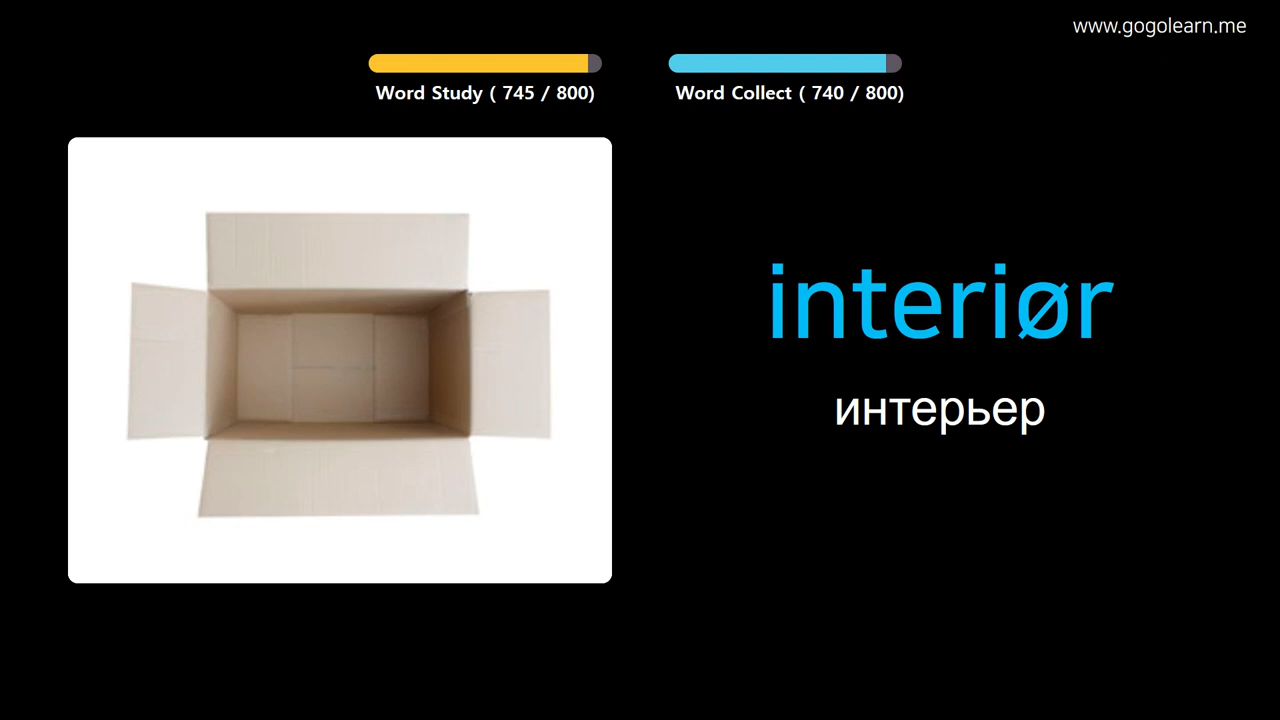 www.gogolearn.me
Word Study ( 745 / 800)
Word Collect ( 740 / 800)
interiør
интерьер